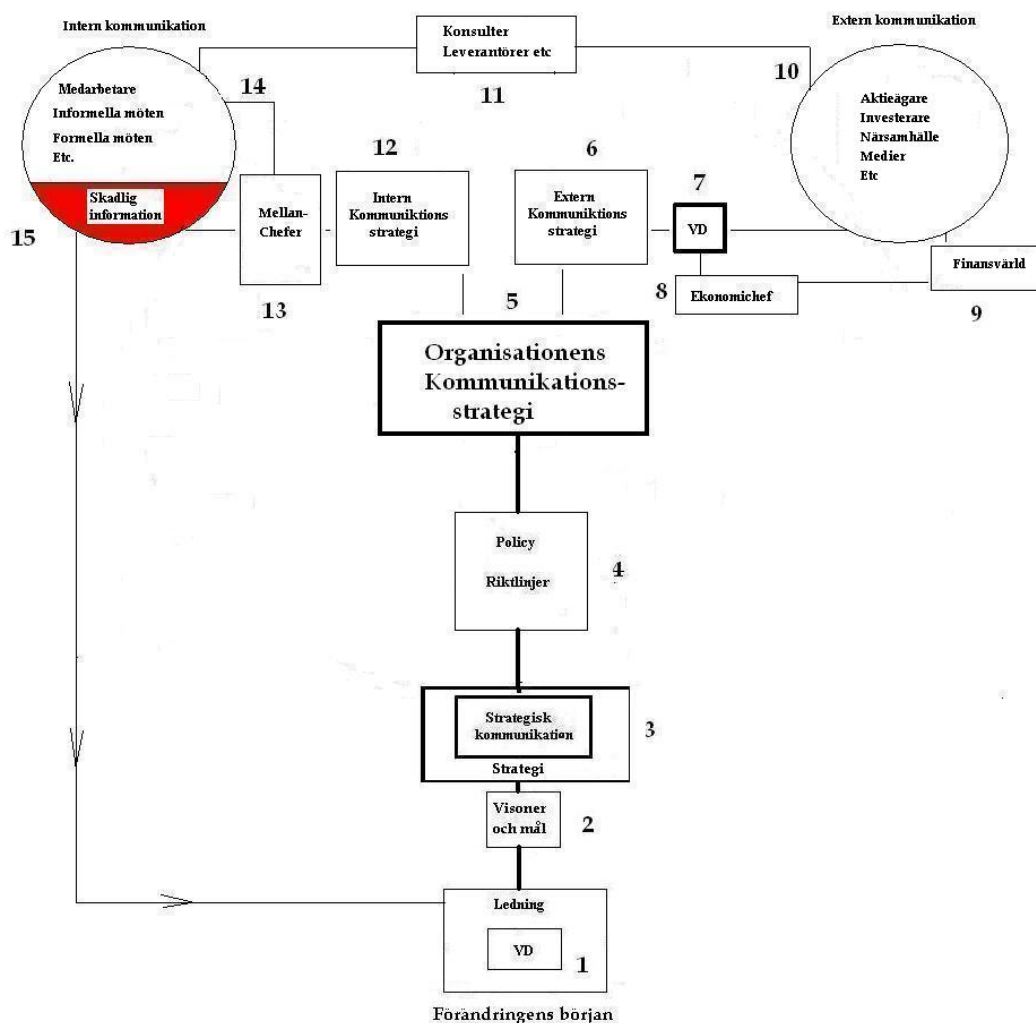 Intern kommunikation
Extern kommunikation
Konsulter
Leverantörer etc
10
11
14
Medarbetare
Informella möten
Formella möten
Etc.
Skadlig
information
15
Aktieägare
Investerare
Närsamhälle
Medier
Etc
12
6
7
Mellan-
Chefer
13
Intern
Kommuniktions
strategi
Extern
Kommuniktions
strategi
VD
8
Ekonomichef
Finansvärld
9
5
Organisationens
Kommunikations-
strategi
Policy
Riktlinjer
4
Strategisk
kommunikation
Strategi
3
Visoner
och mål
2
Ledning
VD
1
Förändringens början